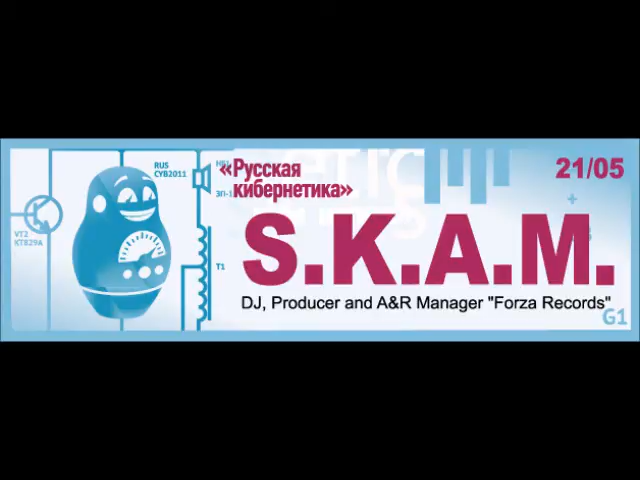 RUS
CYB2011
VT2
KT829A
T1
«Русская
кибернетика»
21/05
S.K.A.M.
DJ, Producer and A&R Manager "Forza Records"
G1